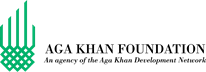 AGA KHAN FOUNDATION
An agency of the Aga Khan Development Network